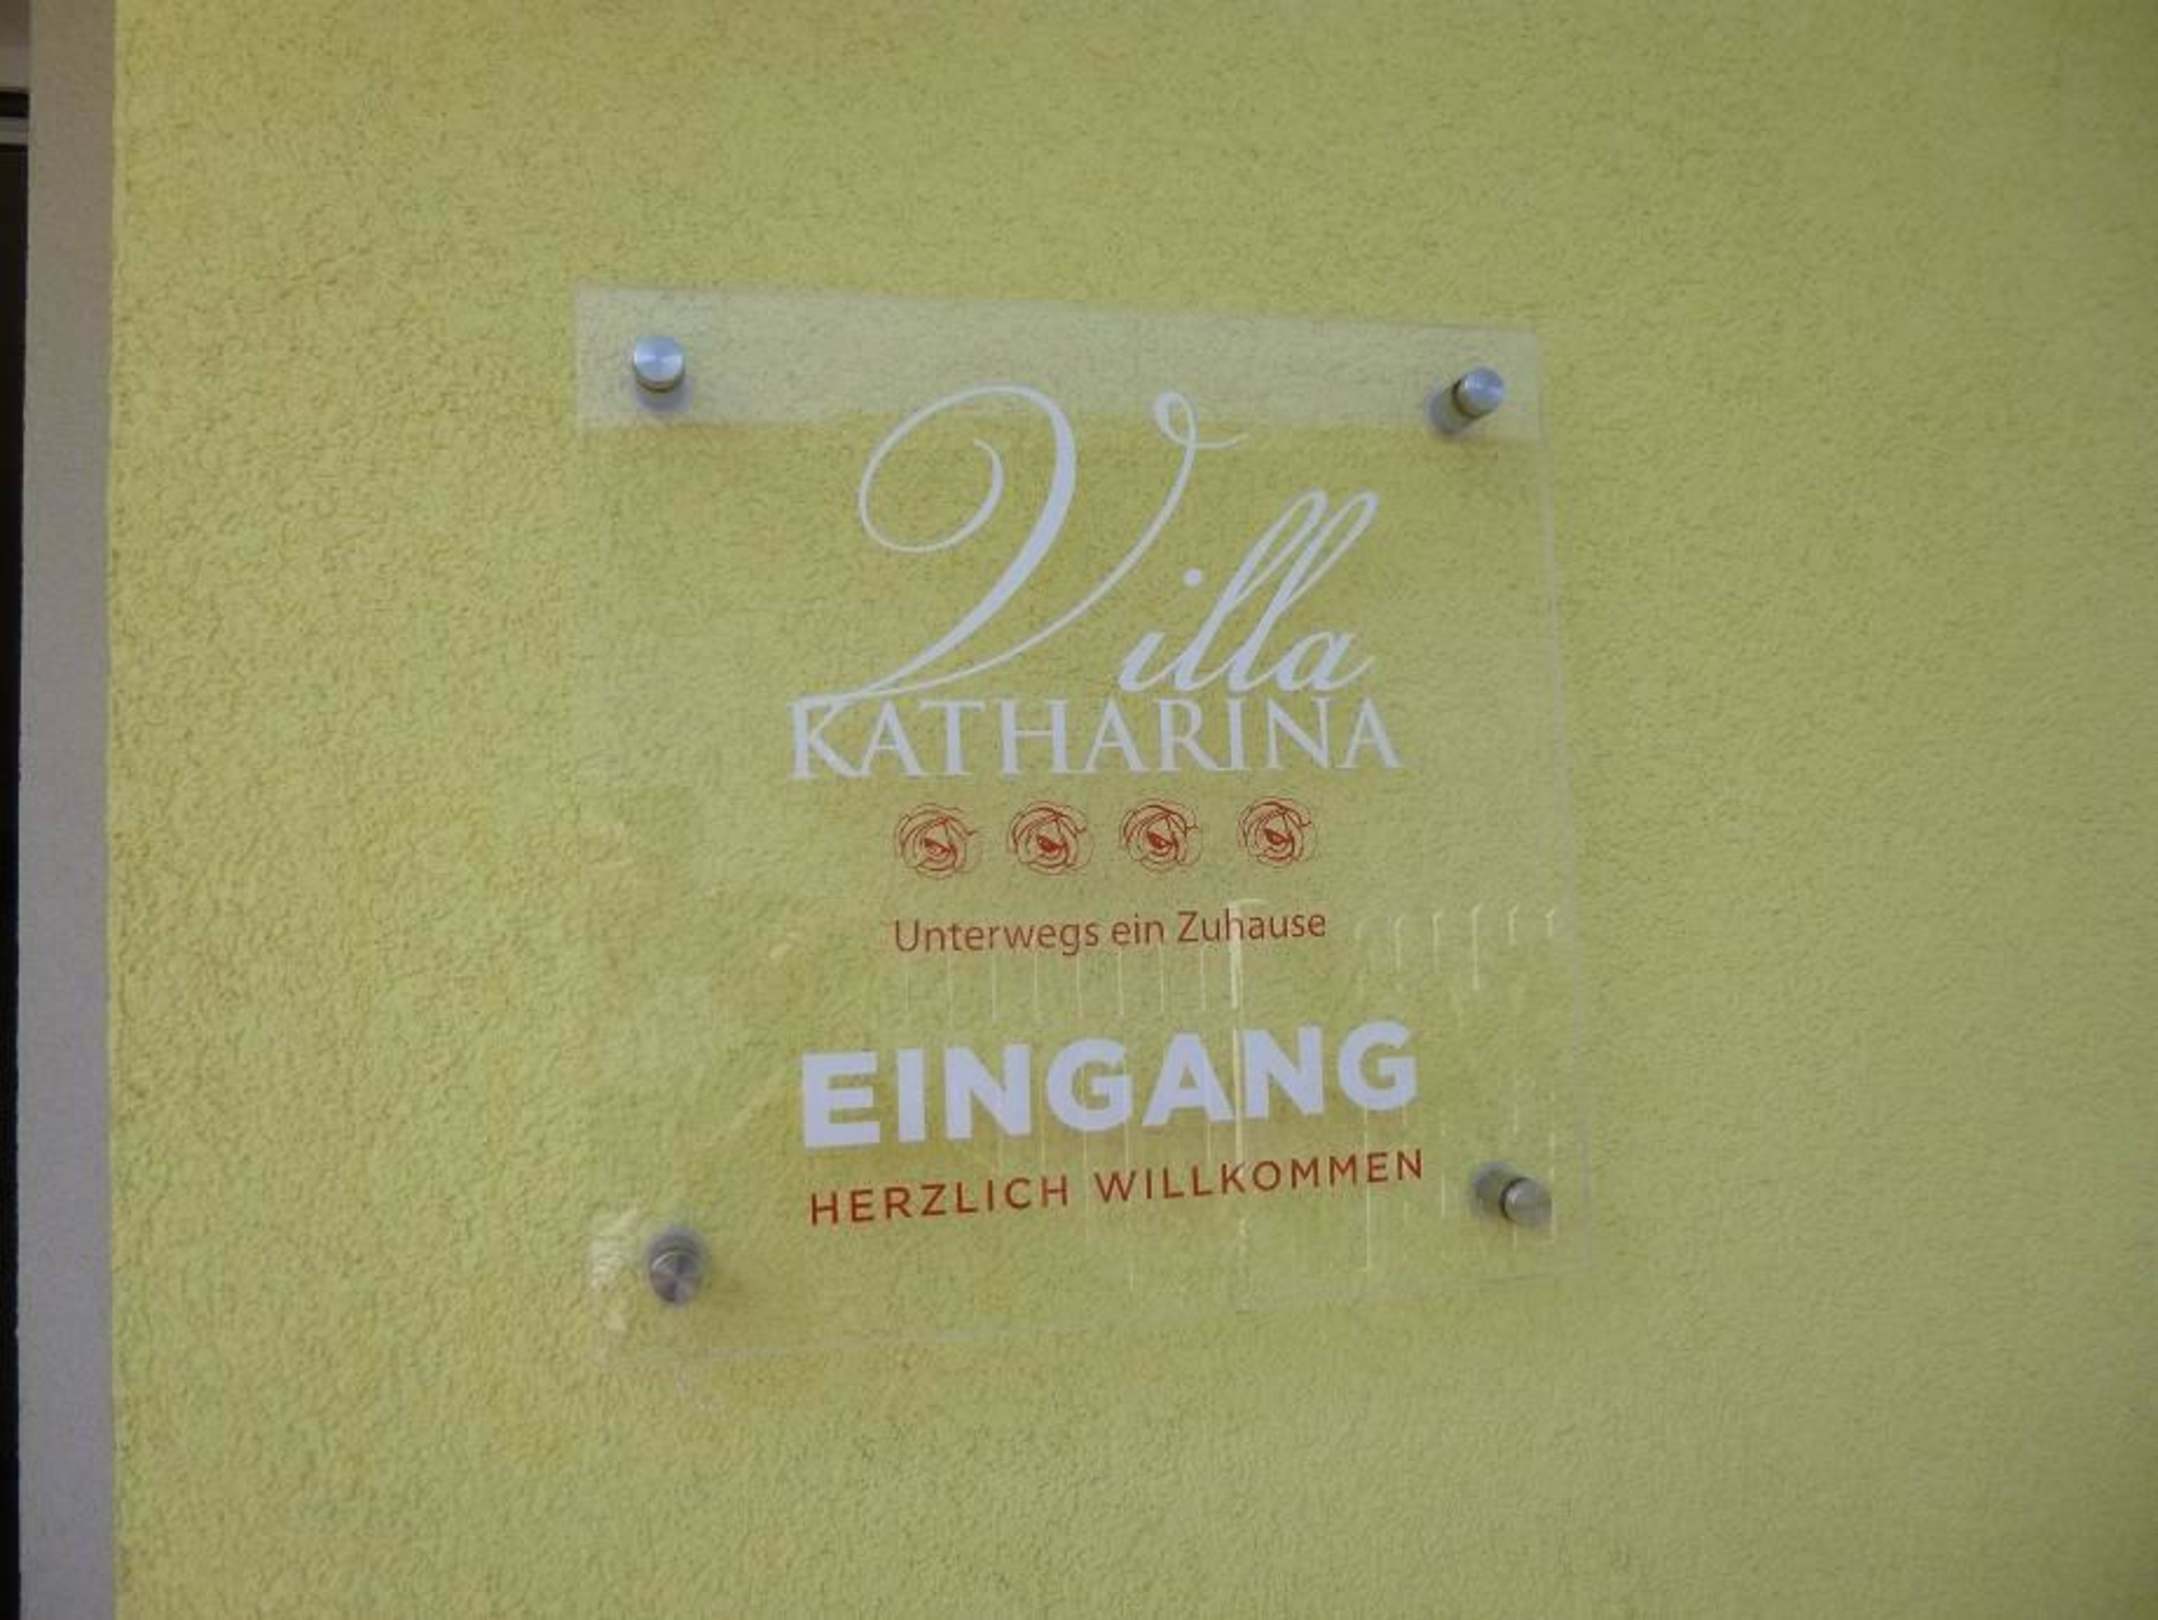 Villa
KATHARINA
Unterwegs ein Zuhause
EINGANG
HERZLICH WILLKOMMEN